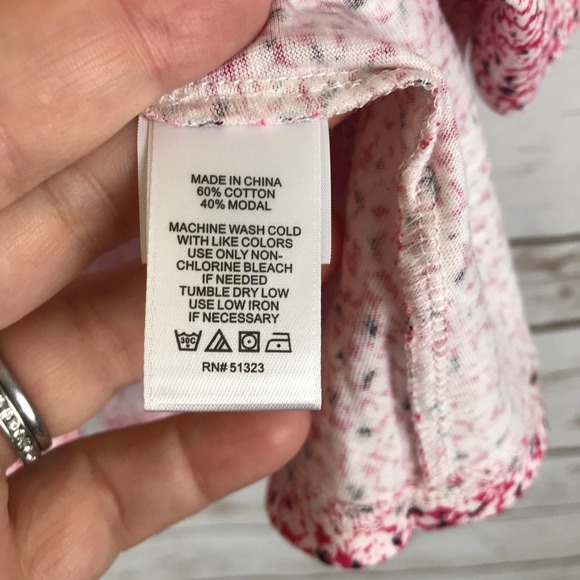 MADE IN CHINA
60% COTTON
40% MODAL
MACHINE WASH COLD
WITH LIKE COLORS
USE ONLY NON-
CHLORINE BLEACH
IF NEEDED
TUMBLE DRY LOW
USE LOW IRON
IF NECESSARY
30C
RN# 51323